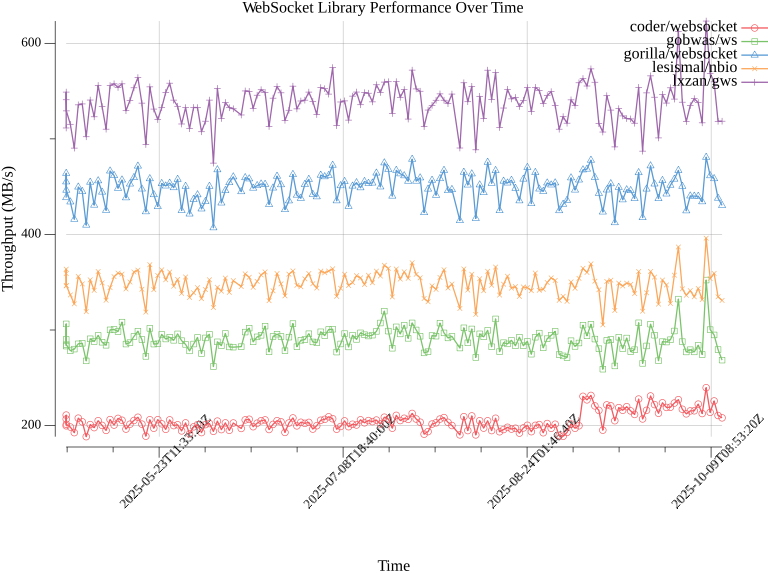 WebSocket Library Performance Over Time
coder/websocket
gobwas/ws
gorilla/websocket
lesismal/nbio
lxzan/gws
Throughput (MB/s)
600
400
200
2025-05-23T11:33:20Z
2025-07-08T18:40:00Z
2025-08-24T01:46:40Z
2025-10-09T08:53:20Z
Time